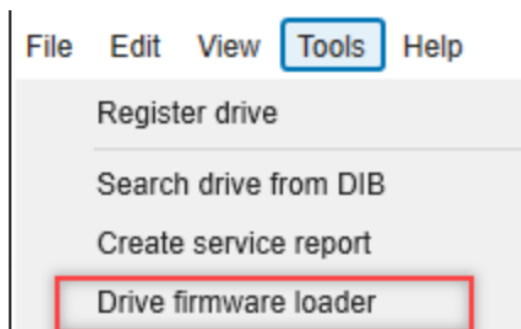 File Edit View Tools Help
Register drive
Search drive from DIB
Create service report
Drive firmware loader